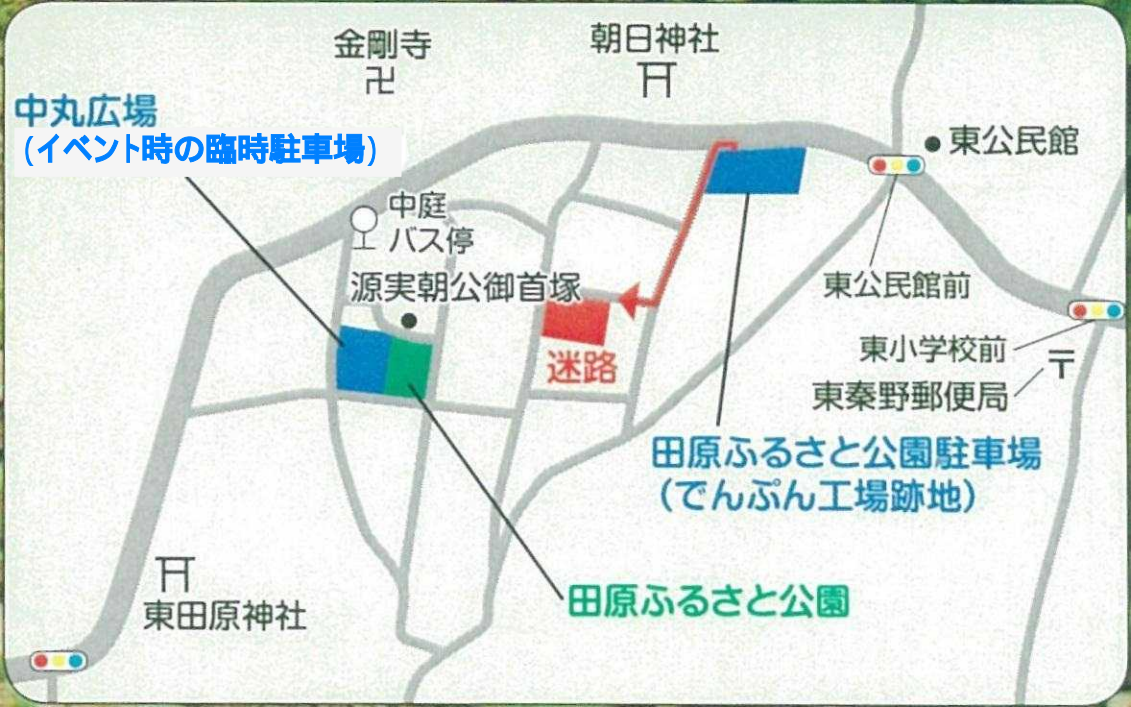 金剛寺
朝日神社
中丸広場
(イベント時の臨時駐車場)
東公民館
中庭
バス停
源実朝公御首塚
東公民館前
迷路
東小学校前
東秦野郵便局
田原ふるさと公園駐車場
(でんぷん工場跡地)
田原ふるさと公園
東田原神社